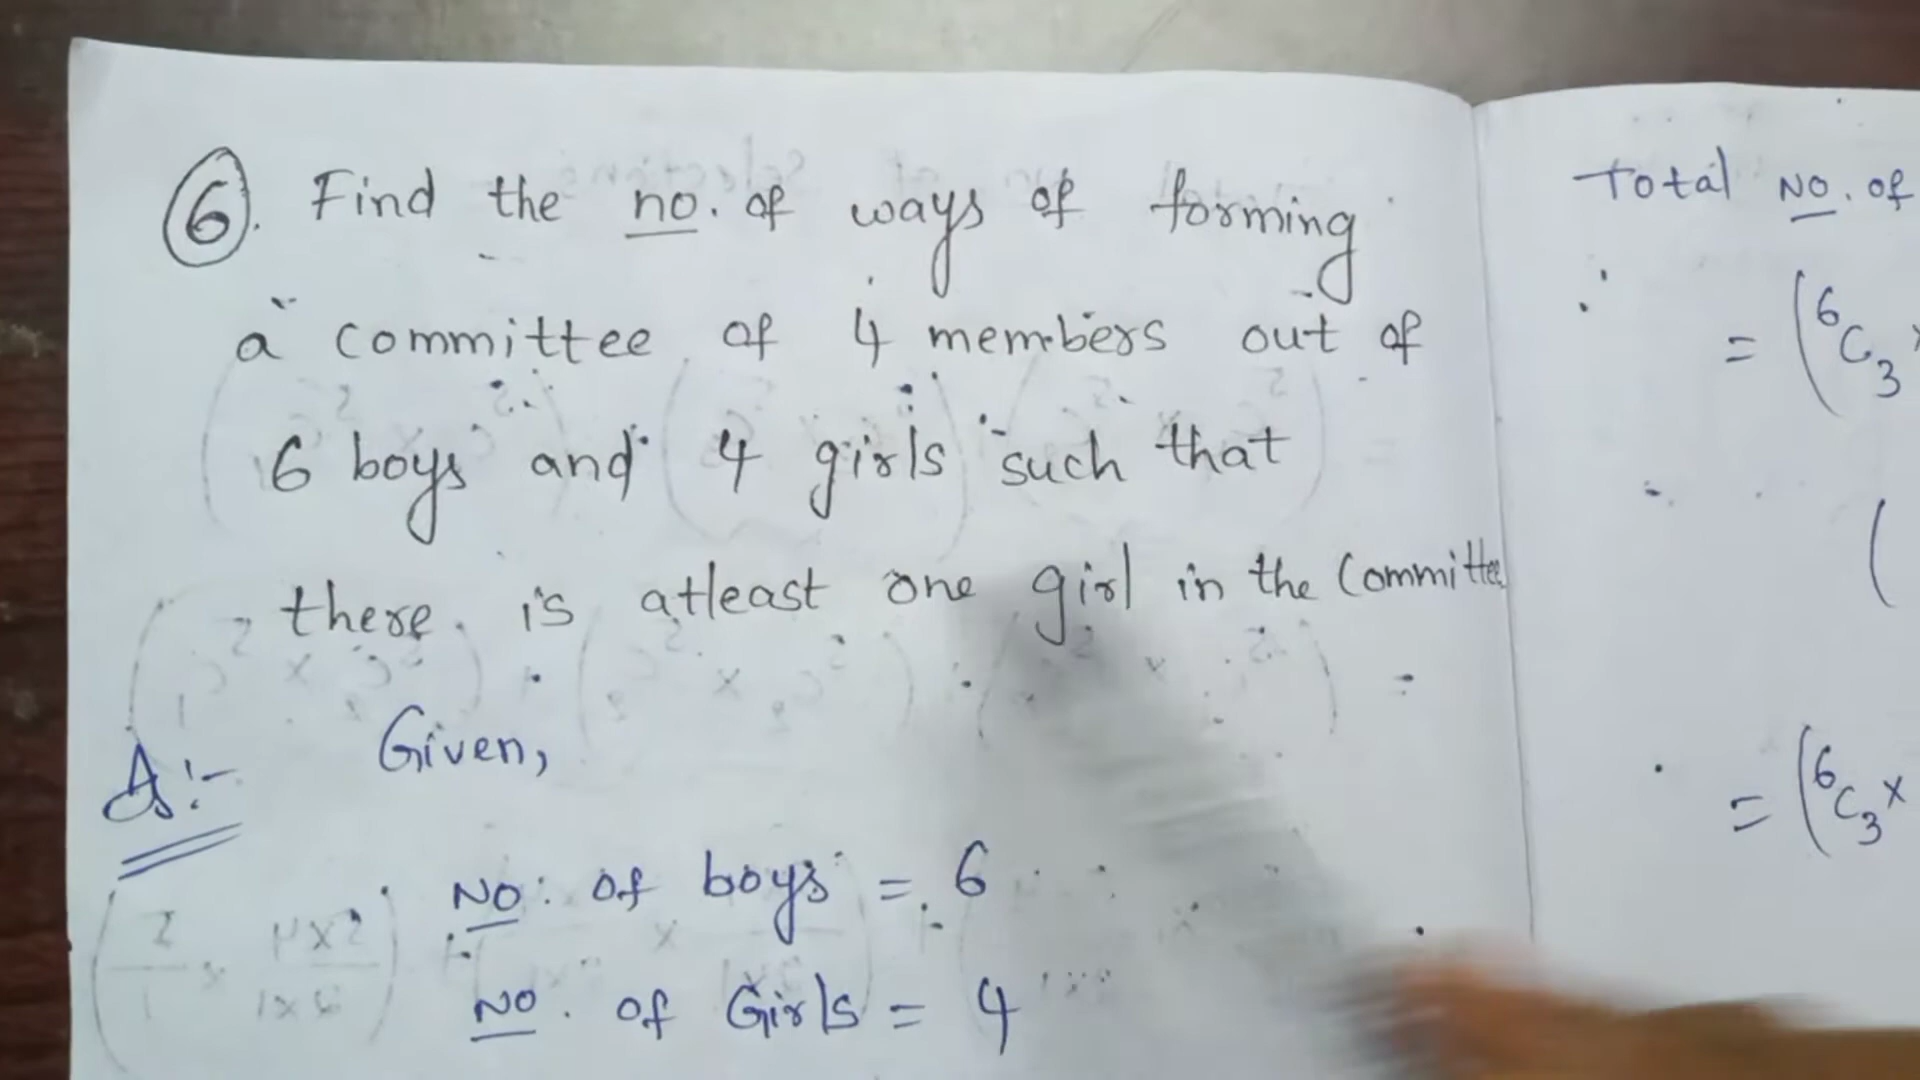 6. Find the no. of ways of forming
a committee of 4 members out of
6 boys and 4 girls such that
there is atleast one girl in the Committee
A:- Given,
No. of boys = 6
No. of Girls = 4
Total No. of
= (⁶C₃ ×
(
= (⁶C₃ ×